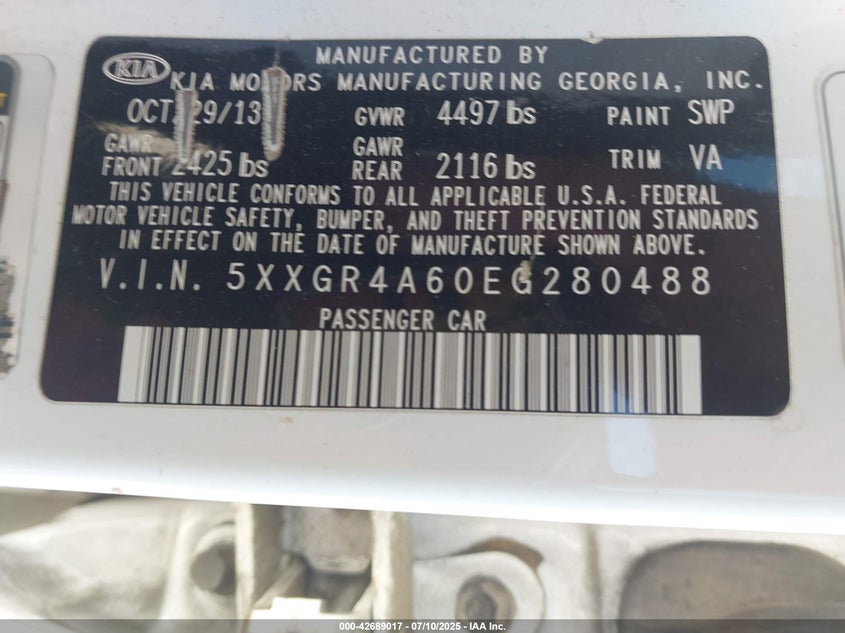 MANUFACTURED BY
KIA KIA MOTORS MANUFACTURING GEORGIA, INC.
OCT/29/13 GVWR 4497 lbs PAINT SWP
GAWR FRONT 2425 lbs GAWR REAR 2116 lbs TRIM VA
THIS VEHICLE CONFORMS TO ALL APPLICABLE U.S.A. FEDERAL
MOTOR VEHICLE SAFETY, BUMPER, AND THEFT PREVENTION STANDARDS
IN EFFECT ON THE DATE OF MANUFACTURE SHOWN ABOVE.
V.I.N. 5XXGR4A60EG280488
PASSENGER CAR
000-42689017 - 07/10/2025 - IAA Inc.